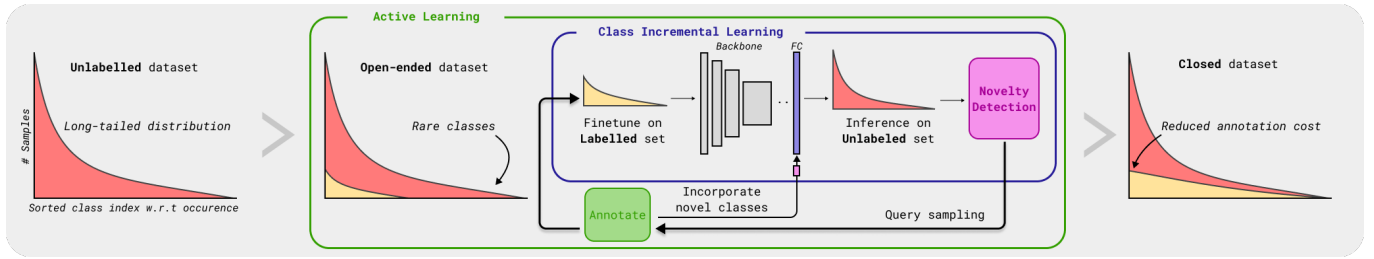 Active Learning
Class Incremental Learning
Unlabelled dataset
Long-tailed distribution
# Samples
Sorted class index w.r.t occurence
Open-ended dataset
Rare classes
Backbone
FC
..
Finetune on
Labelled set
Inference on
Unlabeled set
Novelty
Detection
Incorporate
novel classes
Annotate
Query sampling
Closed dataset
Reduced annotation cost